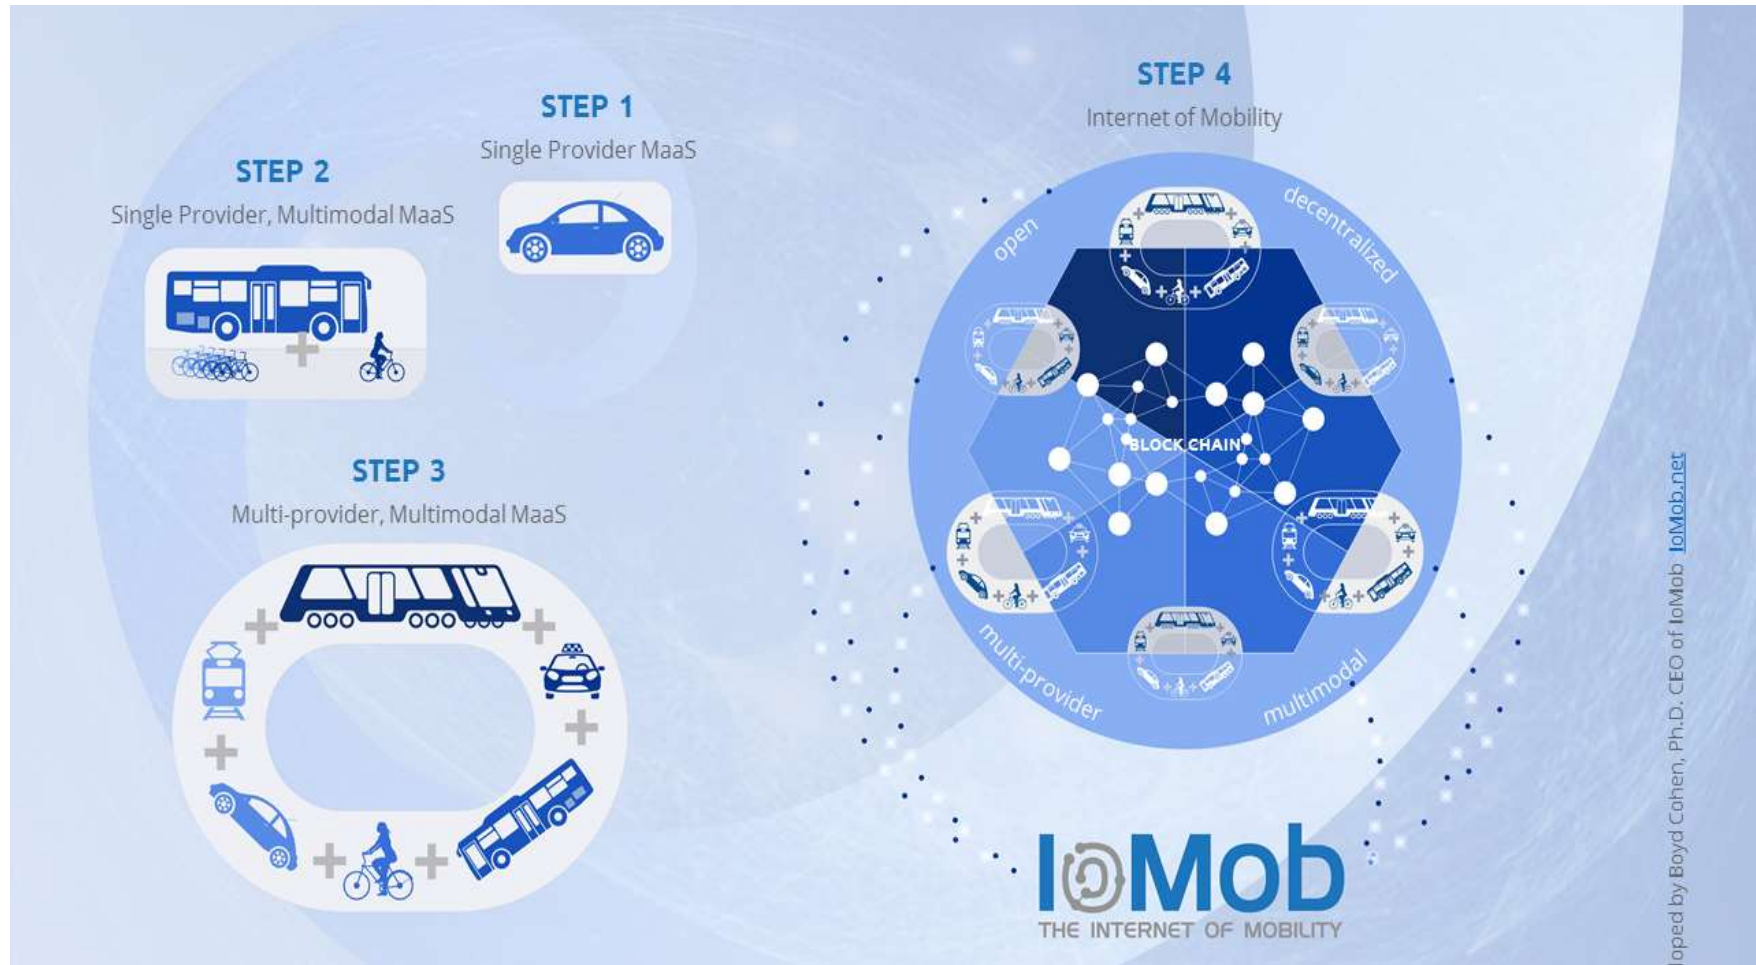 STEP 1
Single Provider MaaS
STEP 2
Single Provider, Multimodal MaaS
STEP 3
Multi-provider, Multimodal MaaS
STEP 4
Internet of Mobility
open
decentralized
BLOCK CHAIN
multi-provider
multimodal
IoMob
THE INTERNET OF MOBILITY
loped by Boyd Cohen, Ph.D. CEO of IoMob IoMob.net